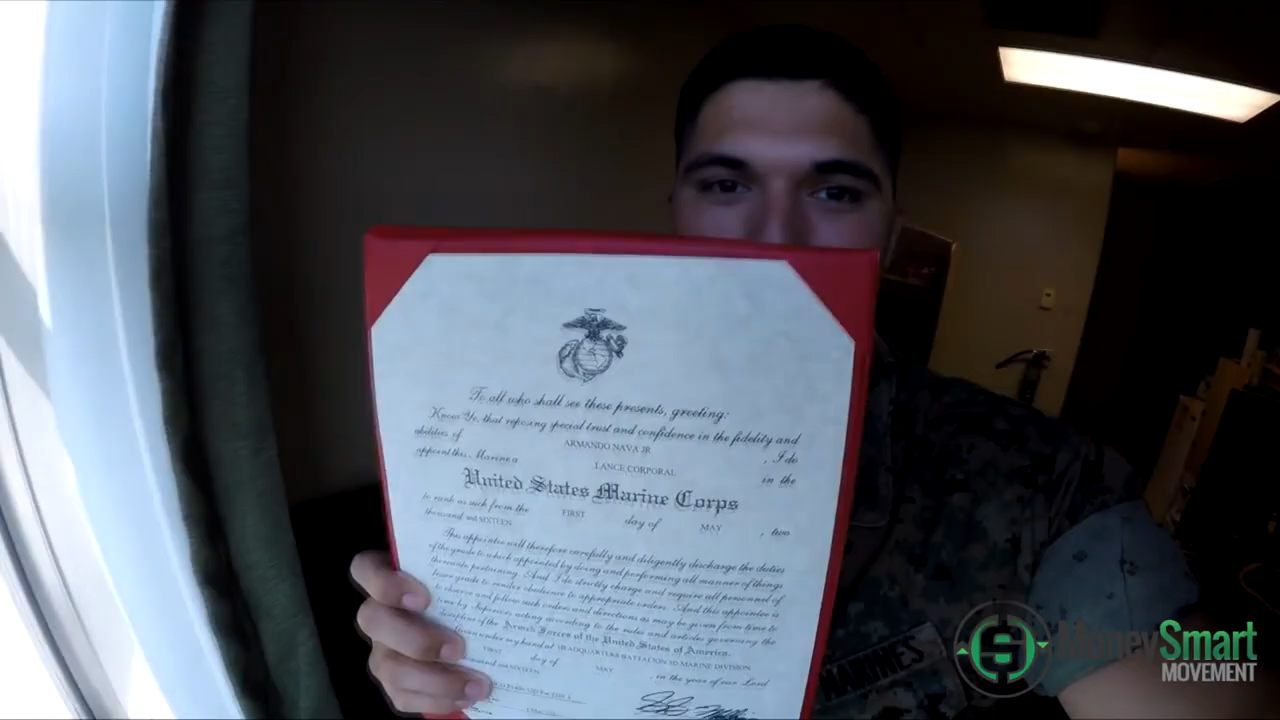 To all who shall see these presents, greeting:
Know Ye, that reposing special trust and confidence in the fidelity and
abilities of ARMANDO NAVA JR , I do
appoint this Marine a LANCE CORPORAL in the
United States Marine Corps
to rank as such from the FIRST day of MAY , two
thousand and SIXTEEN
This appointee will therefore carefully and diligently discharge the duties
of the grade to which appointed by doing and performing all manner of things
thereunto pertaining. And I do strictly charge and require all personnel of
lesser grade to render obedience to appropriate orders. And this appointee is
to observe and follow such orders and directions as may be given from time to
time by Superiors acting according to the rules and articles governing the
discipline of the Armed Forces of the United States of America.
Given under my hand at HEADQUARTERS BATTALION 3D MARINE DIVISION
FIRST day of MAY , in the year of our Lord
thousand and SIXTEEN
MARINES
MoneySmart
MOVEMENT